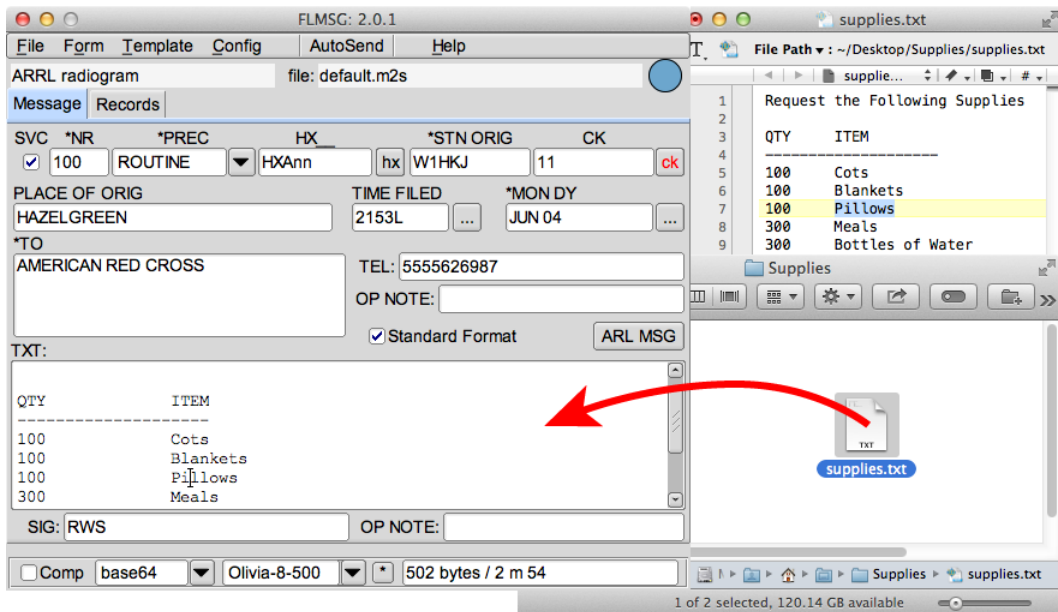 FLMSG: 2.0.1
File Form Template Config AutoSend Help
ARRL radiogram file: default.m2s
Message Records
SVC *NR *PREC HX__ *STN ORIG CK
100 ROUTINE HXAnn hx W1HKJ 11 ck
PLACE OF ORIG TIME FILED *MON DY
HAZELGREEN 2153L ... JUN 04 ...
*TO
AMERICAN RED CROSS
TEL: 5555626987
OP NOTE:
Standard Format ARL MSG
TXT:
QTY ITEM
--------------------
100 Cots
100 Blankets
100 Pillows
300 Meals
SIG: RWS OP NOTE:
Comp base64 Olivia-8-500 * 502 bytes / 2 m 54
supplies.txt
File Path ▾ : ~/Desktop/Supplies/supplies.txt
supplie... # 
1 Request the Following Supplies
2
3 QTY ITEM
4 --------------------
5 100 Cots
6 100 Blankets
7 100 Pillows
8 300 Meals
9 300 Bottles of Water
Supplies
TXT
supplies.txt
Supplies ▸ supplies.txt
1 of 2 selected, 120.14 GB available